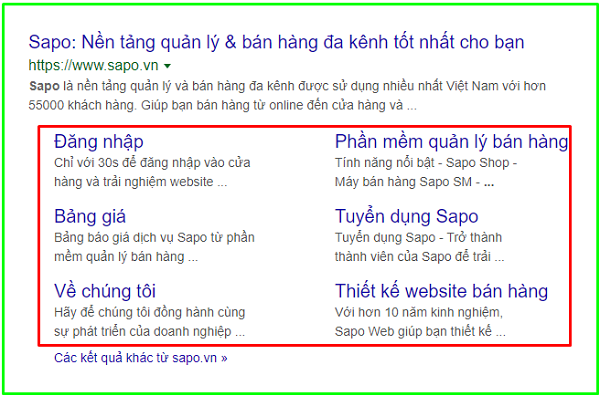 Sapo: Nền tảng quản lý & bán hàng đa kênh tốt nhất cho bạn
https://www.sapo.vn
Sapo là nền tảng quản lý và bán hàng đa kênh được sử dụng nhiều nhất Việt Nam với hơn
55000 khách hàng. Giúp bạn bán hàng từ online đến cửa hàng và ...
Đăng nhập
Chỉ với 30s để đăng nhập vào cửa
hàng và trải nghiệm website ...
Phần mềm quản lý bán hàng
Tính năng nổi bật - Sapo Shop -
Máy bán hàng Sapo SM - ...
Bảng giá
Bảng báo giá dịch vụ Sapo từ phần
mềm quản lý bán hàng ...
Tuyển dụng Sapo
Tuyển dụng Sapo - Trở thành
thành viên của Sapo để trải ...
Về chúng tôi
Hãy để chúng tôi đồng hành cùng
sự phát triển của doanh nghiệp ...
Thiết kế website bán hàng
Với hơn 10 năm kinh nghiệm,
Sapo Web giúp bạn thiết kế ...
Các kết quả khác từ sapo.vn »